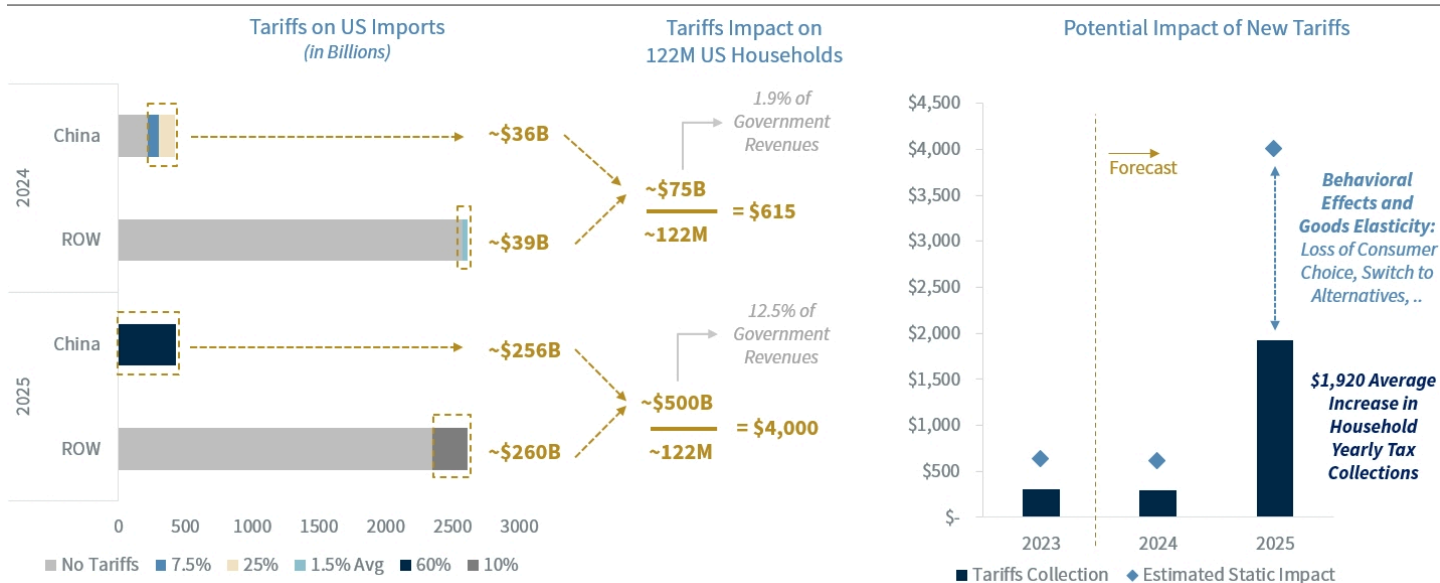 Tariffs on US Imports
(in Billions)
2024
China
ROW
2025
China
ROW
~$36B
~$39B
~$256B
~$260B
0 500 1000 1500 2000 2500 3000
No Tariffs 7.5% 25% 1.5% Avg 60% 10%
Tariffs Impact on
122M US Households
1.9% of
Government
Revenues
~$75B
~122M
= $615
12.5% of
Government
Revenues
~$500B
~122M
= $4,000
Potential Impact of New Tariffs
$4,500
$4,000
$3,500
$3,000
$2,500
$2,000
$1,500
$1,000
$500
$-
Forecast
Behavioral
Effects and
Goods Elasticity:
Loss of Consumer
Choice, Switch to
Alternatives, ..
$1,920 Average
Increase in
Household
Yearly Tax
Collections
2023 2024 2025
Tariffs Collection Estimated Static Impact